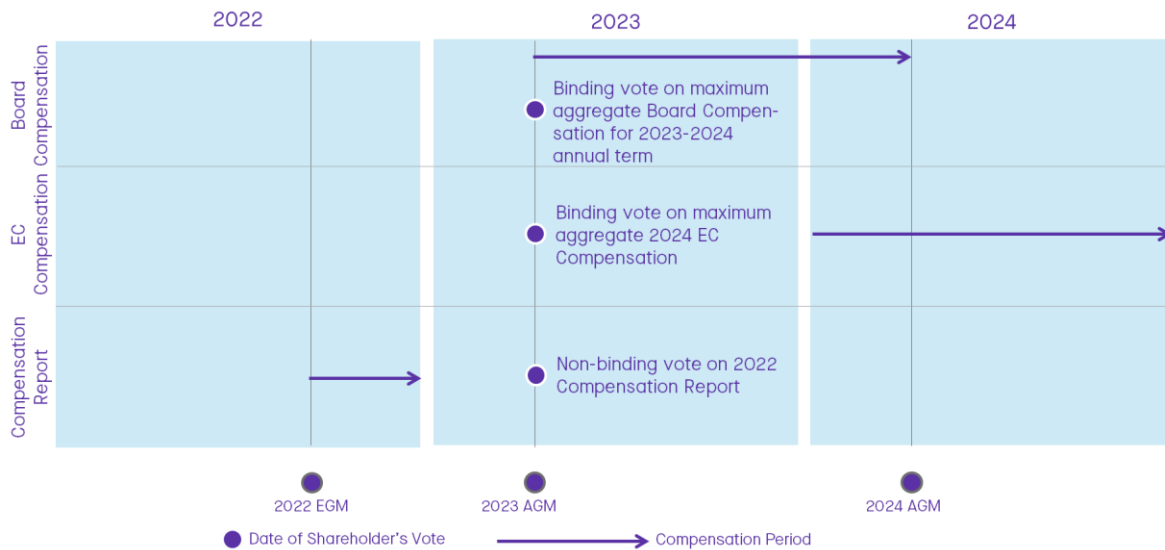 2022
2023
2024
Board
Compensation
Binding vote on maximum
aggregate Board Compen-
sation for 2023-2024
annual term
EC
Compensation
Binding vote on maximum
aggregate 2024 EC
Compensation
Compensation
Report
Non-binding vote on 2022
Compensation Report
2022 EGM
2023 AGM
2024 AGM
Date of Shareholder's Vote
Compensation Period